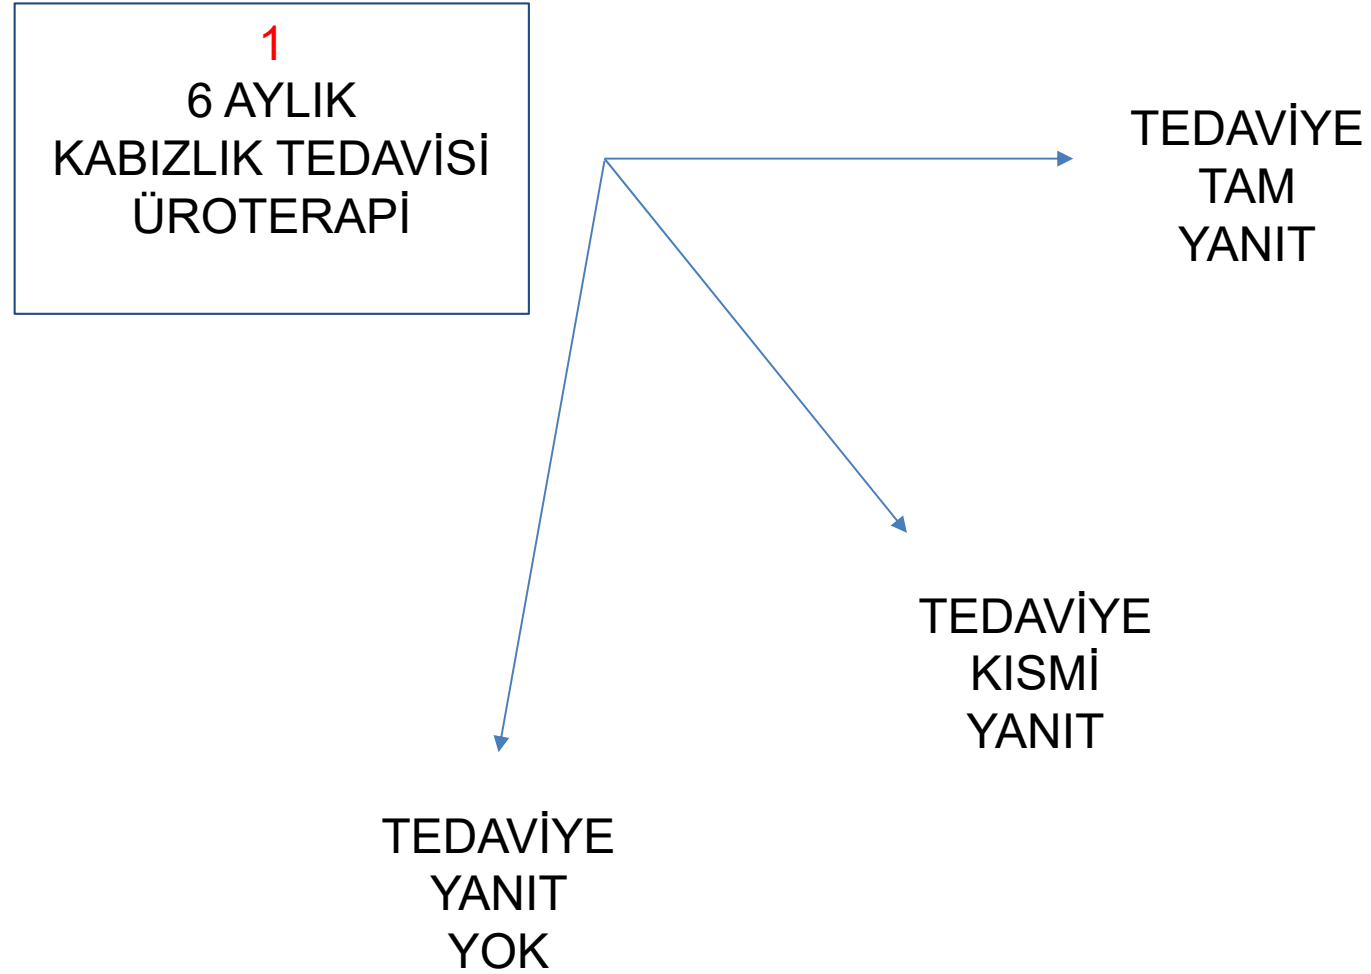 1
6 AYLIK
KABIZLIK TEDAVİSİ
ÜROTERAPİ
TEDAVİYE
TAM
YANIT
TEDAVİYE
KISMİ
YANIT
TEDAVİYE
YANIT
YOK